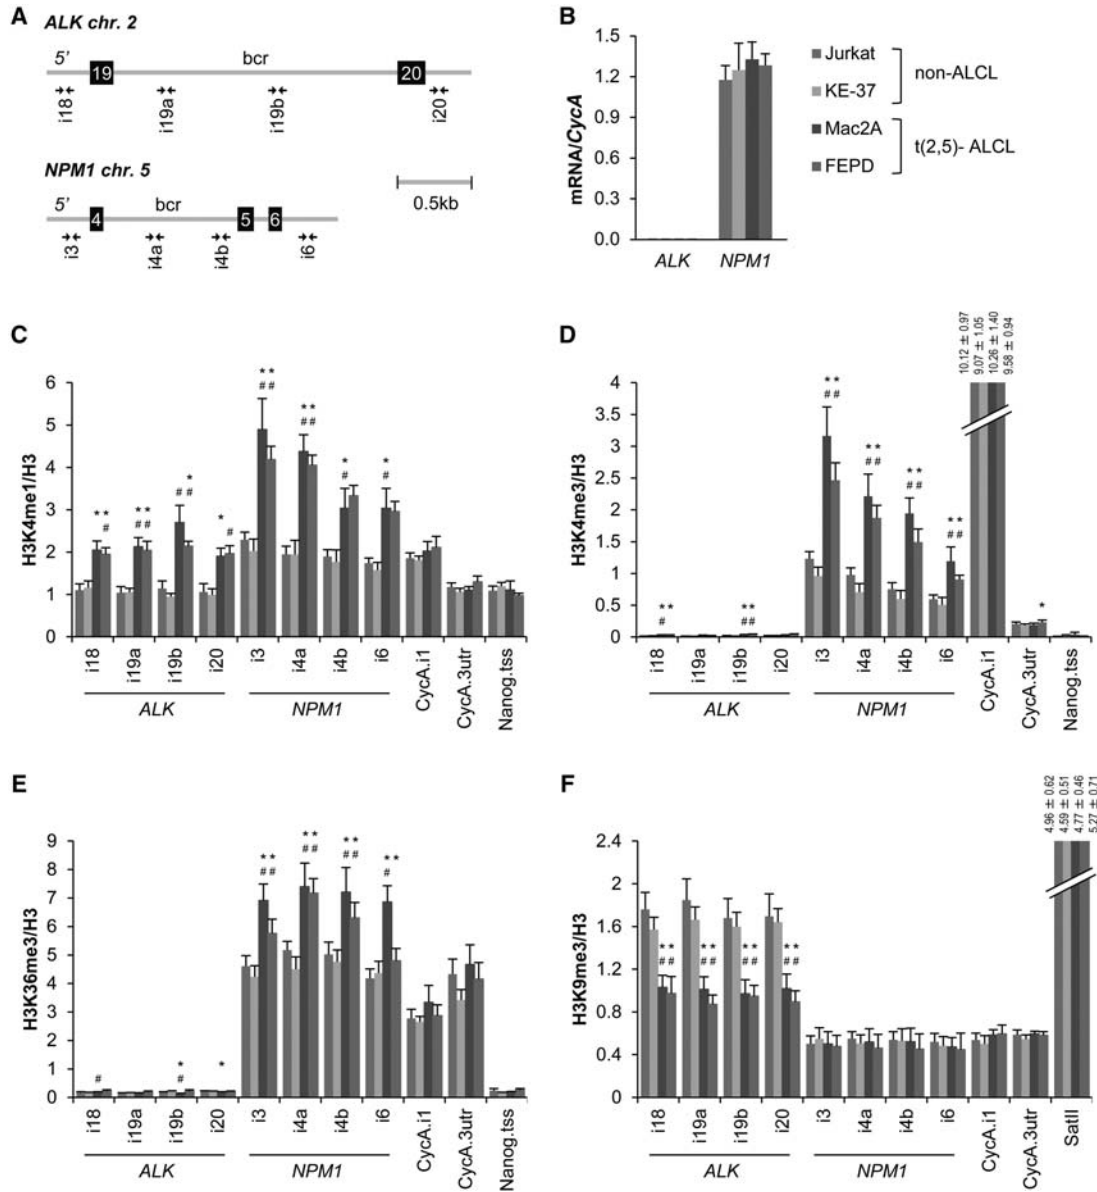 A
ALK chr. 2
5'
19
bcr
20
i18
i19a
i19b
i20
NPM1 chr. 5
0.5kb
5'
4
bcr
5
6
i3
i4a
i4b
i6
B
mRNA/CycA
1.5
1.2
0.9
0.6
0.3
0.0
ALK NPM1
Jurkat
KE-37
non-ALCL
Mac2A
FEPD
t(2,5)- ALCL
C
H3K4me1/H3
6
5
4
3
2
1
0
** ** * *
## ## # #
** ** * *
# ## ## #
i18 i19a i19b i20 i3 i4a i4b i6 CycA.i1 CycA.3utr Nanog.tss
ALK NPM1
D
10.12 ± 0.97
9.07 ± 1.05
10.26 ± 1.40
9.58 ± 0.94
H3K4me3/H3
4
3.5
3
2.5
2
1.5
1
0.5
0
** ** ** **
## ## ## ##
** ** *
# ##
i18 i19a i19b i20 i3 i4a i4b i6 CycA.i1 CycA.3utr Nanog.tss
ALK NPM1
E
H3K36me3/H3
9
8
7
6
5
4
3
2
1
0
** ** ** **
## ## ## #
* *
# #
i18 i19a i19b i20 i3 i4a i4b i6 CycA.i1 CycA.3utr Nanog.tss
ALK NPM1
F
4.96 ± 0.62
4.59 ± 0.51
4.77 ± 0.46
5.27 ± 0.71
H3K9me3/H3
2.4
2.0
1.6
1.2
0.8
0.4
0.0
** ** ** **
## ## ## ##
i18 i19a i19b i20 i3 i4a i4b i6 CycA.i1 CycA.3utr SatII
ALK NPM1